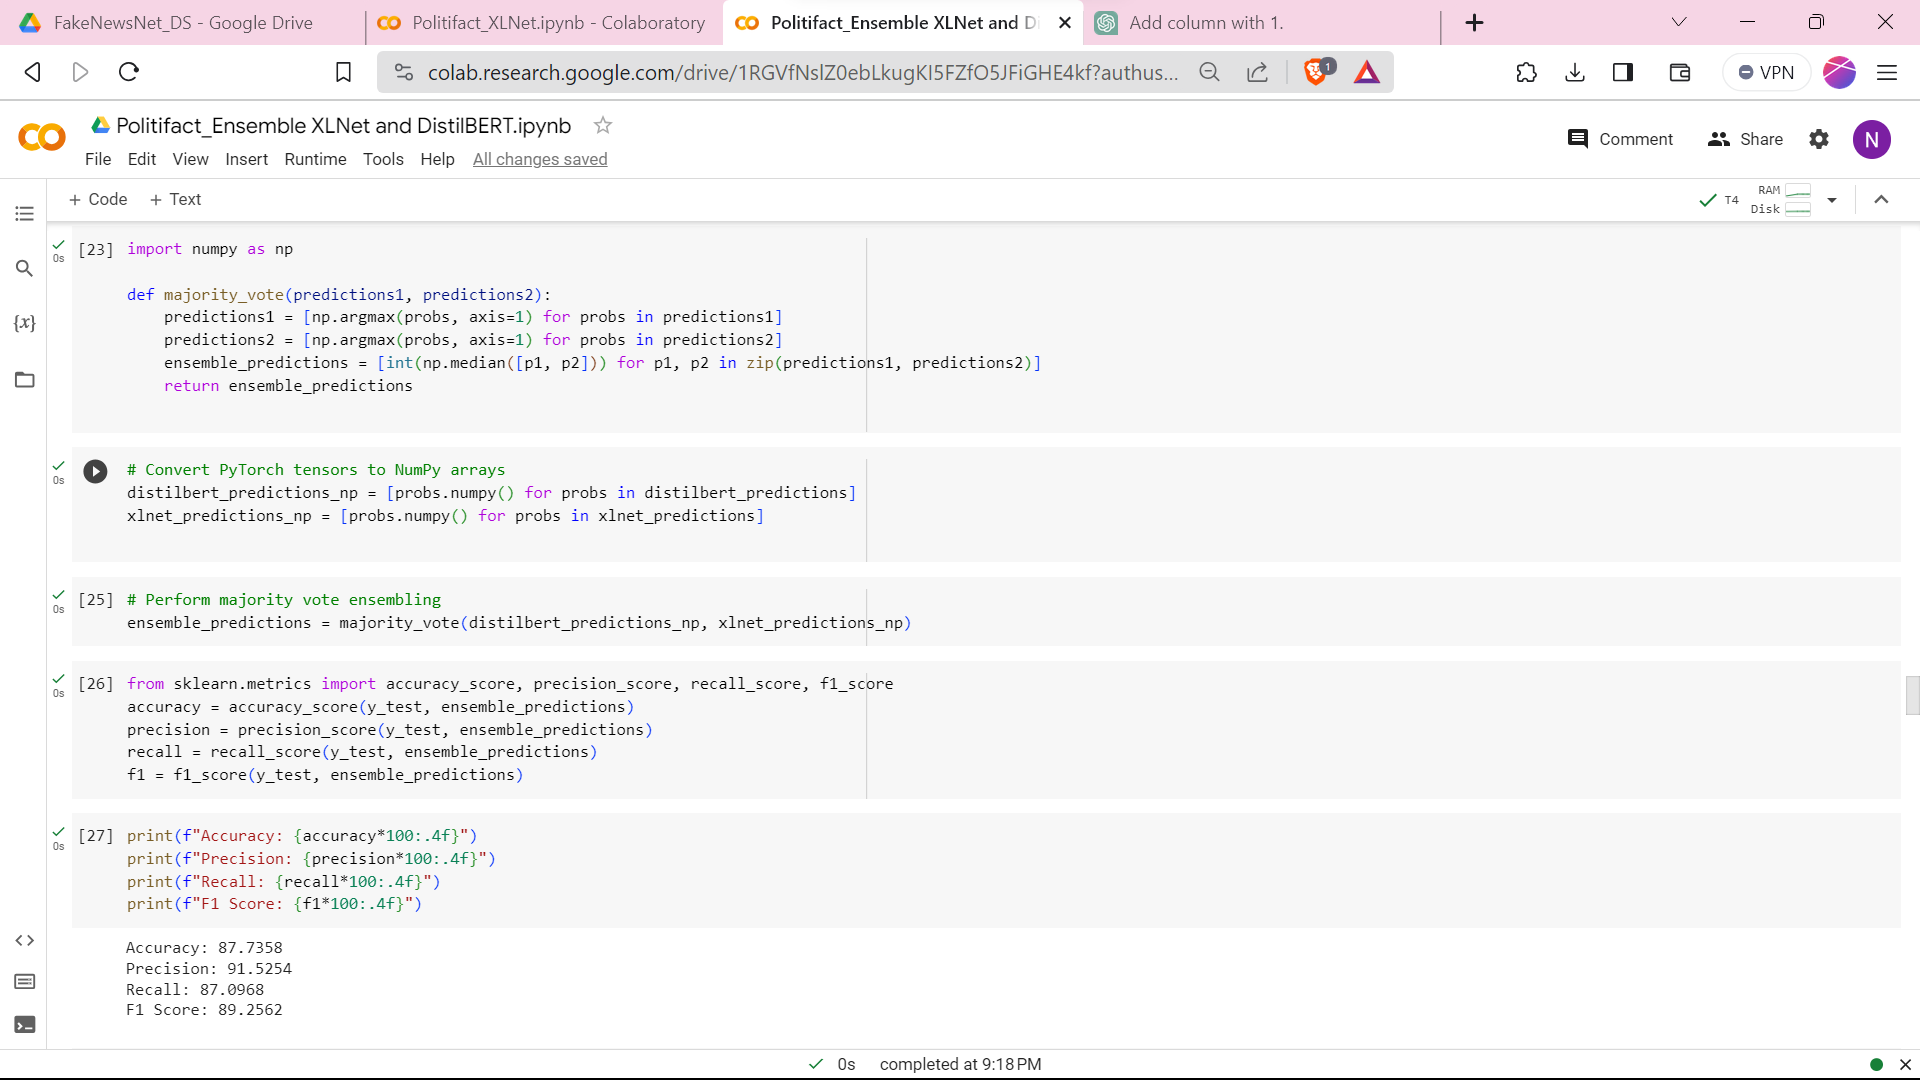 FakeNewsNet_DS - Google Drive
Politifact_XLNet.ipynb - Colaboratory
Politifact_Ensemble XLNet and Di
Add column with 1.
colab.research.google.com/drive/1RGVfNslZ0ebLkugKI5FZfO5JFiGHE4kf?authus...
1
VPN
Politifact_Ensemble XLNet and DistilBERT.ipynb
File Edit View Insert Runtime Tools Help All changes saved
Comment
Share
N
+ Code + Text
T4
RAM
Disk
0s
[23] import numpy as np
def majority_vote(predictions1, predictions2):
predictions1 = [np.argmax(probs, axis=1) for probs in predictions1]
predictions2 = [np.argmax(probs, axis=1) for probs in predictions2]
ensemble_predictions = [int(np.median([p1, p2])) for p1, p2 in zip(predictions1, predictions2)]
return ensemble_predictions
0s
# Convert PyTorch tensors to NumPy arrays
distilbert_predictions_np = [probs.numpy() for probs in distilbert_predictions]
xlnet_predictions_np = [probs.numpy() for probs in xlnet_predictions]
0s
[25] # Perform majority vote ensembling
ensemble_predictions = majority_vote(distilbert_predictions_np, xlnet_predictions_np)
0s
[26] from sklearn.metrics import accuracy_score, precision_score, recall_score, f1_score
accuracy = accuracy_score(y_test, ensemble_predictions)
precision = precision_score(y_test, ensemble_predictions)
recall = recall_score(y_test, ensemble_predictions)
f1 = f1_score(y_test, ensemble_predictions)
0s
[27] print(f"Accuracy: {accuracy*100:.4f}")
print(f"Precision: {precision*100:.4f}")
print(f"Recall: {recall*100:.4f}")
print(f"F1 Score: {f1*100:.4f}")
Accuracy: 87.7358
Precision: 91.5254
Recall: 87.0968
F1 Score: 89.2562
0s completed at 9:18 PM